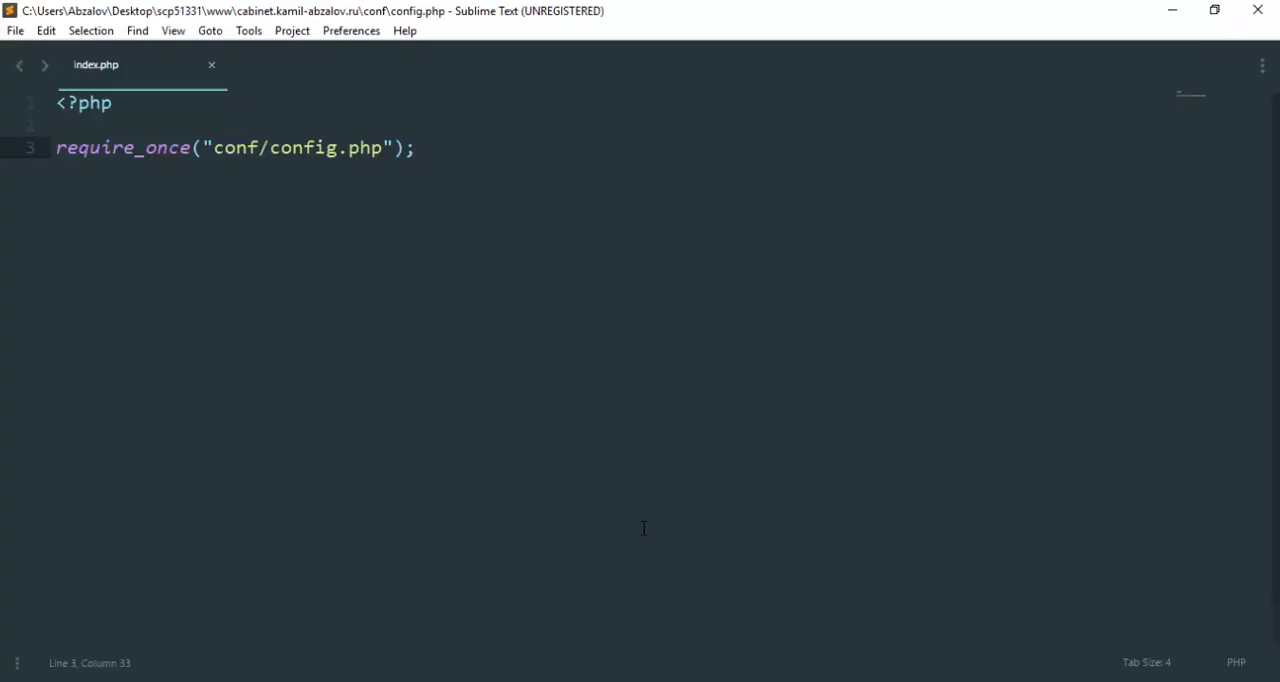 C:\Users\Abzalov\Desktop\scp51331\www\cabinet.kamil-abzalov.ru\conf\config.php - Sublime Text (UNREGISTERED)
File Edit Selection Find View Goto Tools Project Preferences Help
index.php
1 <?php
2
3 require_once("conf/config.php");
Line 3, Column 33 Tab Size: 4 PHP